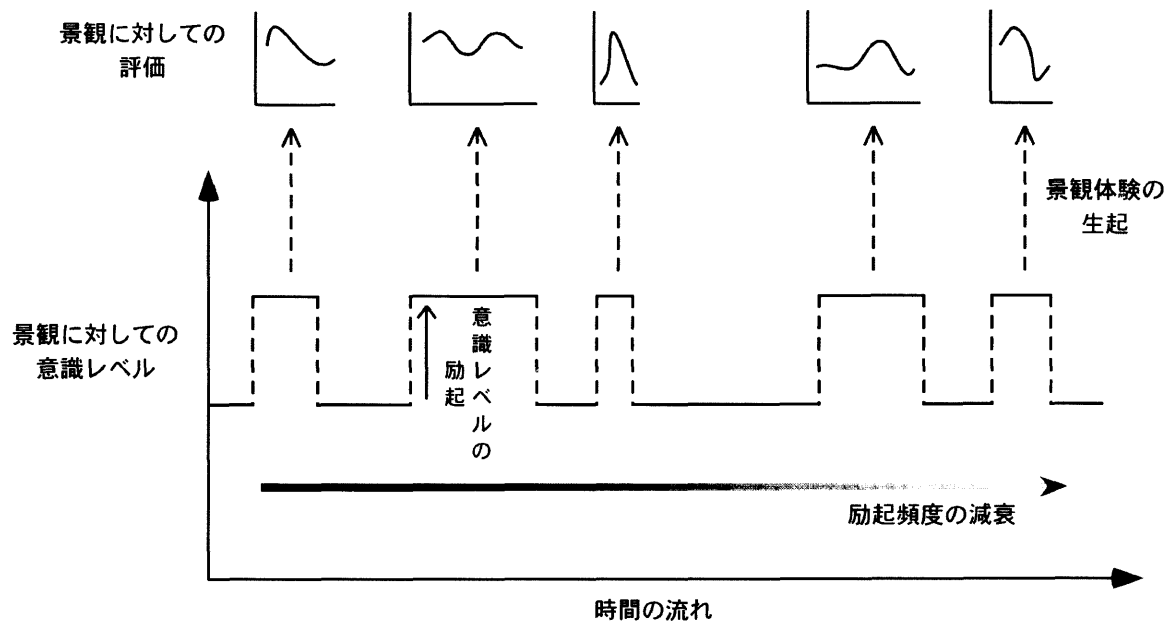 景観に対しての
評価
景観体験の
生起
景観に対しての
意識レベル
意識レベルの
励起
励起頻度の減衰
時間の流れ